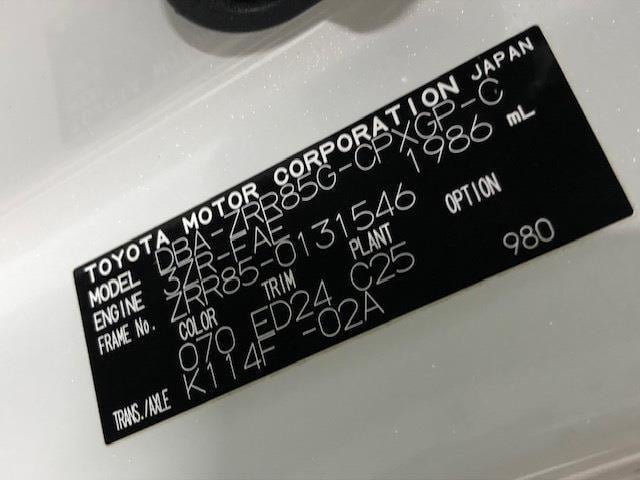 TOYOTA MOTOR CORPORATION JAPAN
MODEL DBA-ZRR85G-CPXGP-C
ENGINE 3ZR-FAE 1986 mL
FRAME No. ZRR85-0131546
COLOR TRIM PLANT OPTION
070 ED24 C25 980
TRANS./AXLE K114F -02A